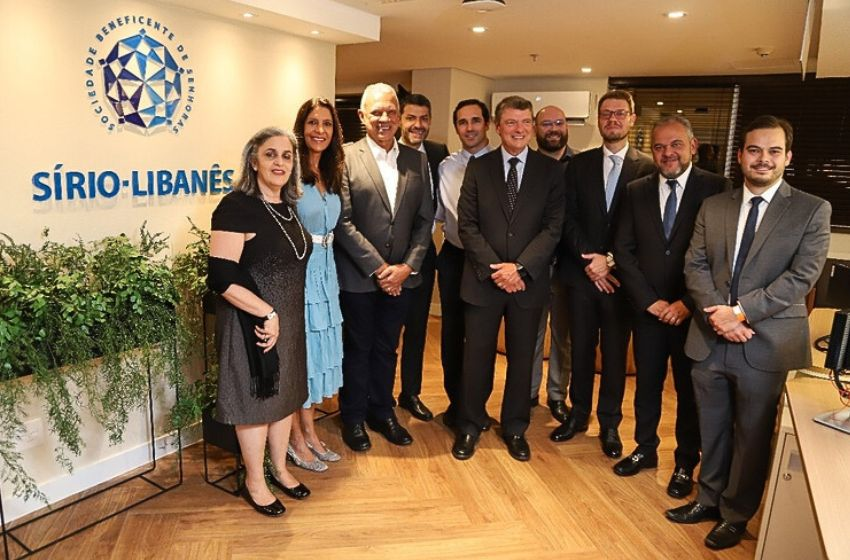 SOCIEDADE BENEFICENTE DE SENHORAS
SÍRIO·LIBANÊS